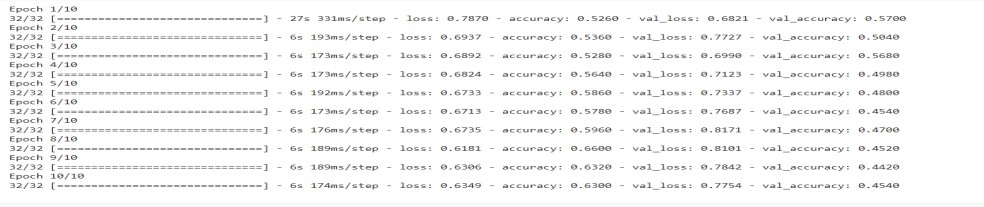 Epoch 1/10
32/32 [==============================] - 27s 331ms/step - loss: 0.7870 - accuracy: 0.5260 - val_loss: 0.6821 - val_accuracy: 0.5700
Epoch 2/10
32/32 [==============================] - 6s 193ms/step - loss: 0.6937 - accuracy: 0.5360 - val_loss: 0.7727 - val_accuracy: 0.5040
Epoch 3/10
32/32 [==============================] - 6s 173ms/step - loss: 0.6892 - accuracy: 0.5280 - val_loss: 0.6990 - val_accuracy: 0.5680
Epoch 4/10
32/32 [==============================] - 6s 173ms/step - loss: 0.6824 - accuracy: 0.5640 - val_loss: 0.7123 - val_accuracy: 0.4980
Epoch 5/10
32/32 [==============================] - 6s 192ms/step - loss: 0.6733 - accuracy: 0.5860 - val_loss: 0.7337 - val_accuracy: 0.4800
Epoch 6/10
32/32 [==============================] - 6s 173ms/step - loss: 0.6713 - accuracy: 0.5780 - val_loss: 0.7687 - val_accuracy: 0.4540
Epoch 7/10
32/32 [==============================] - 6s 176ms/step - loss: 0.6735 - accuracy: 0.5960 - val_loss: 0.8171 - val_accuracy: 0.4700
Epoch 8/10
32/32 [==============================] - 6s 189ms/step - loss: 0.6181 - accuracy: 0.6600 - val_loss: 0.8101 - val_accuracy: 0.4520
Epoch 9/10
32/32 [==============================] - 6s 189ms/step - loss: 0.6306 - accuracy: 0.6320 - val_loss: 0.7842 - val_accuracy: 0.4420
Epoch 10/10
32/32 [==============================] - 6s 174ms/step - loss: 0.6349 - accuracy: 0.6300 - val_loss: 0.7754 - val_accuracy: 0.4540